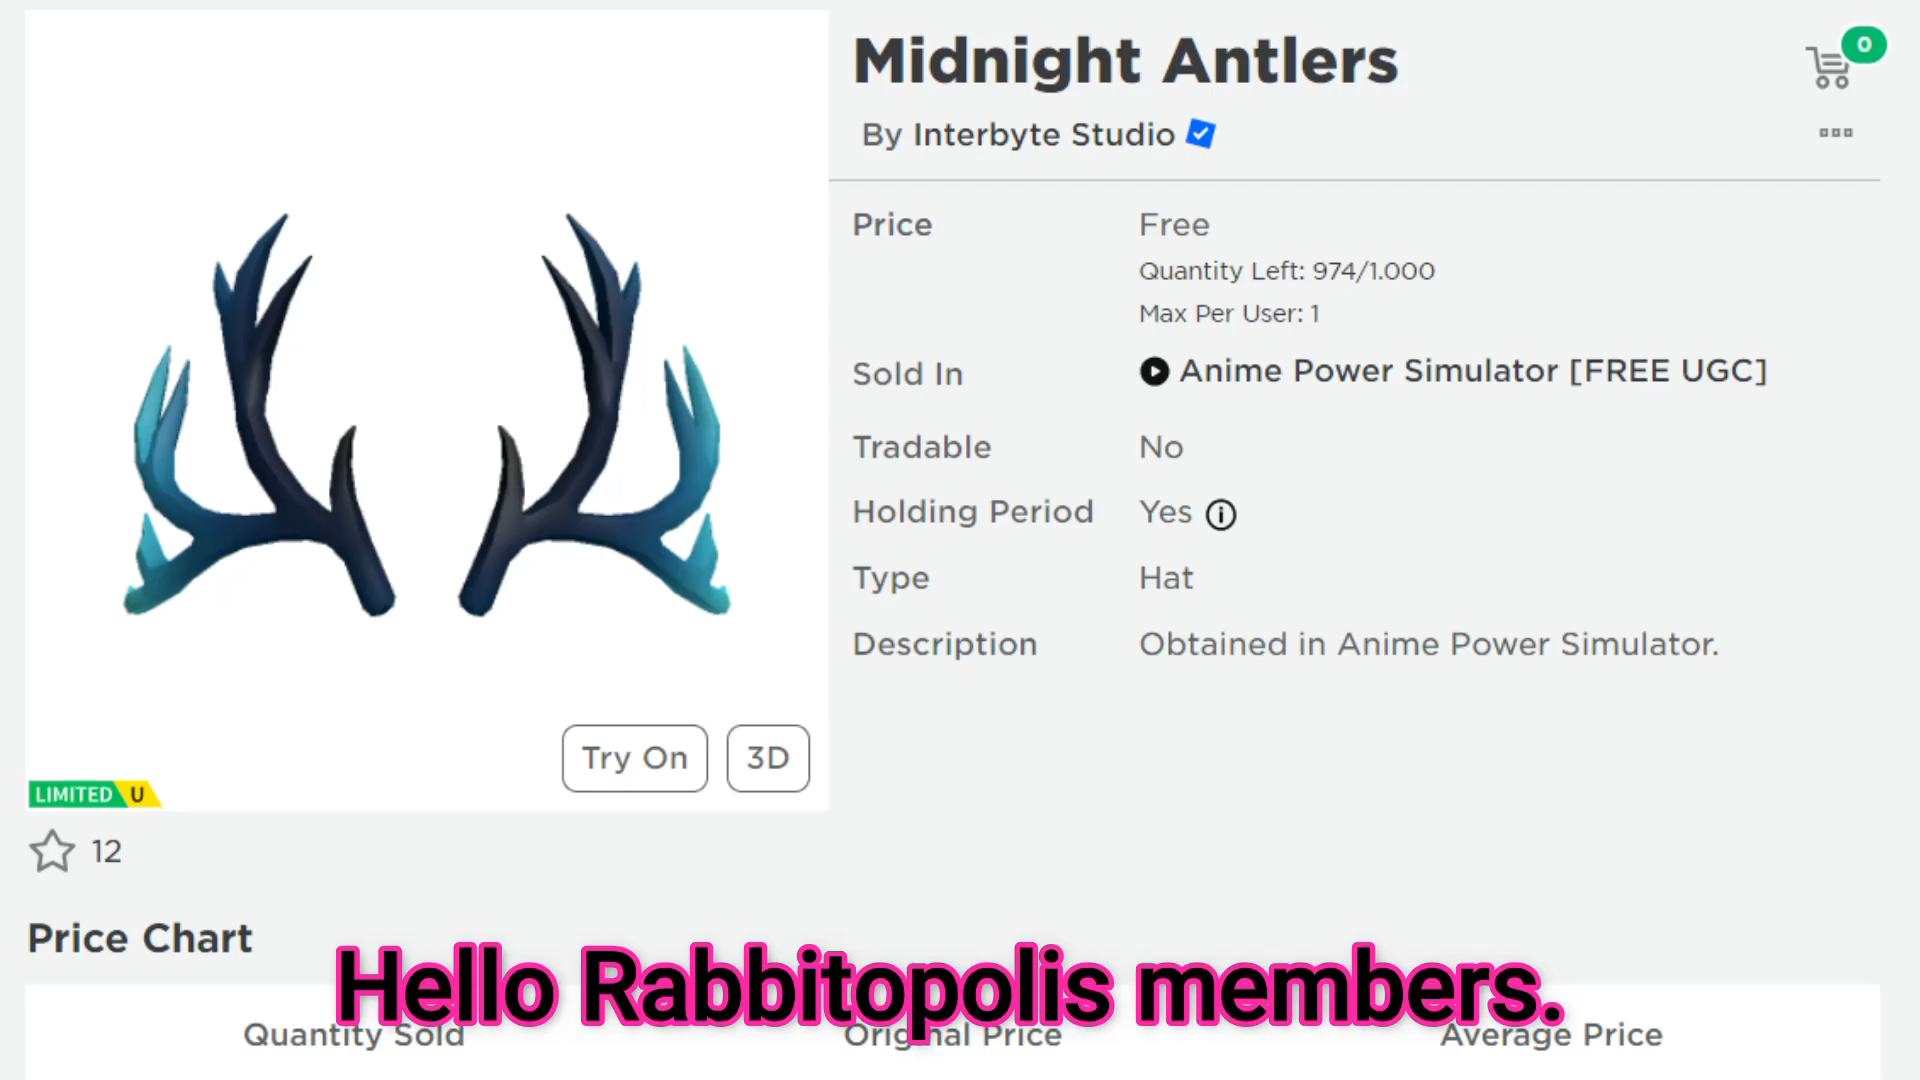 Midnight Antlers
0
By Interbyte Studio
Price Free
Quantity Left: 974/1.000
Max Per User: 1
Sold In Anime Power Simulator [FREE UGC]
Tradable No
Holding Period Yes
Type Hat
Description Obtained in Anime Power Simulator.
Try On 3D
LIMITED U
12
Price Chart
Hello Rabbitopolis members.
Quantity Sold Original Price Average Price